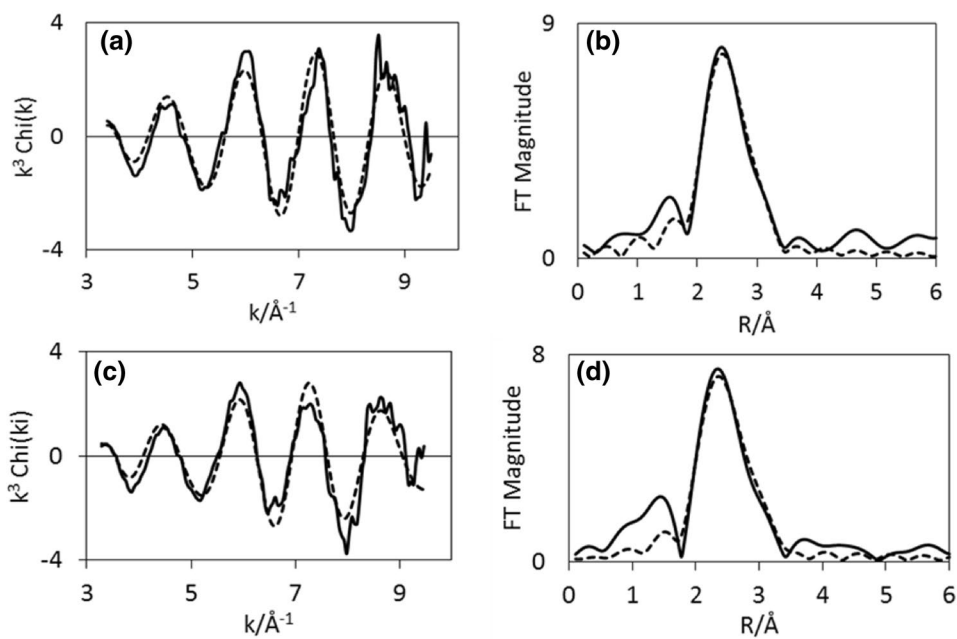 (a)
4
0
-4
k³ Chi(k)
3 5 7 9
k/Å⁻¹
(b)
9
0
FT Magnitude
0 1 2 3 4 5 6
R/Å
(c)
4
0
-4
k³ Chi(ki)
3 5 7 9
k/Å⁻¹
(d)
8
0
FT Magnitude
0 1 2 3 4 5 6
R/Å